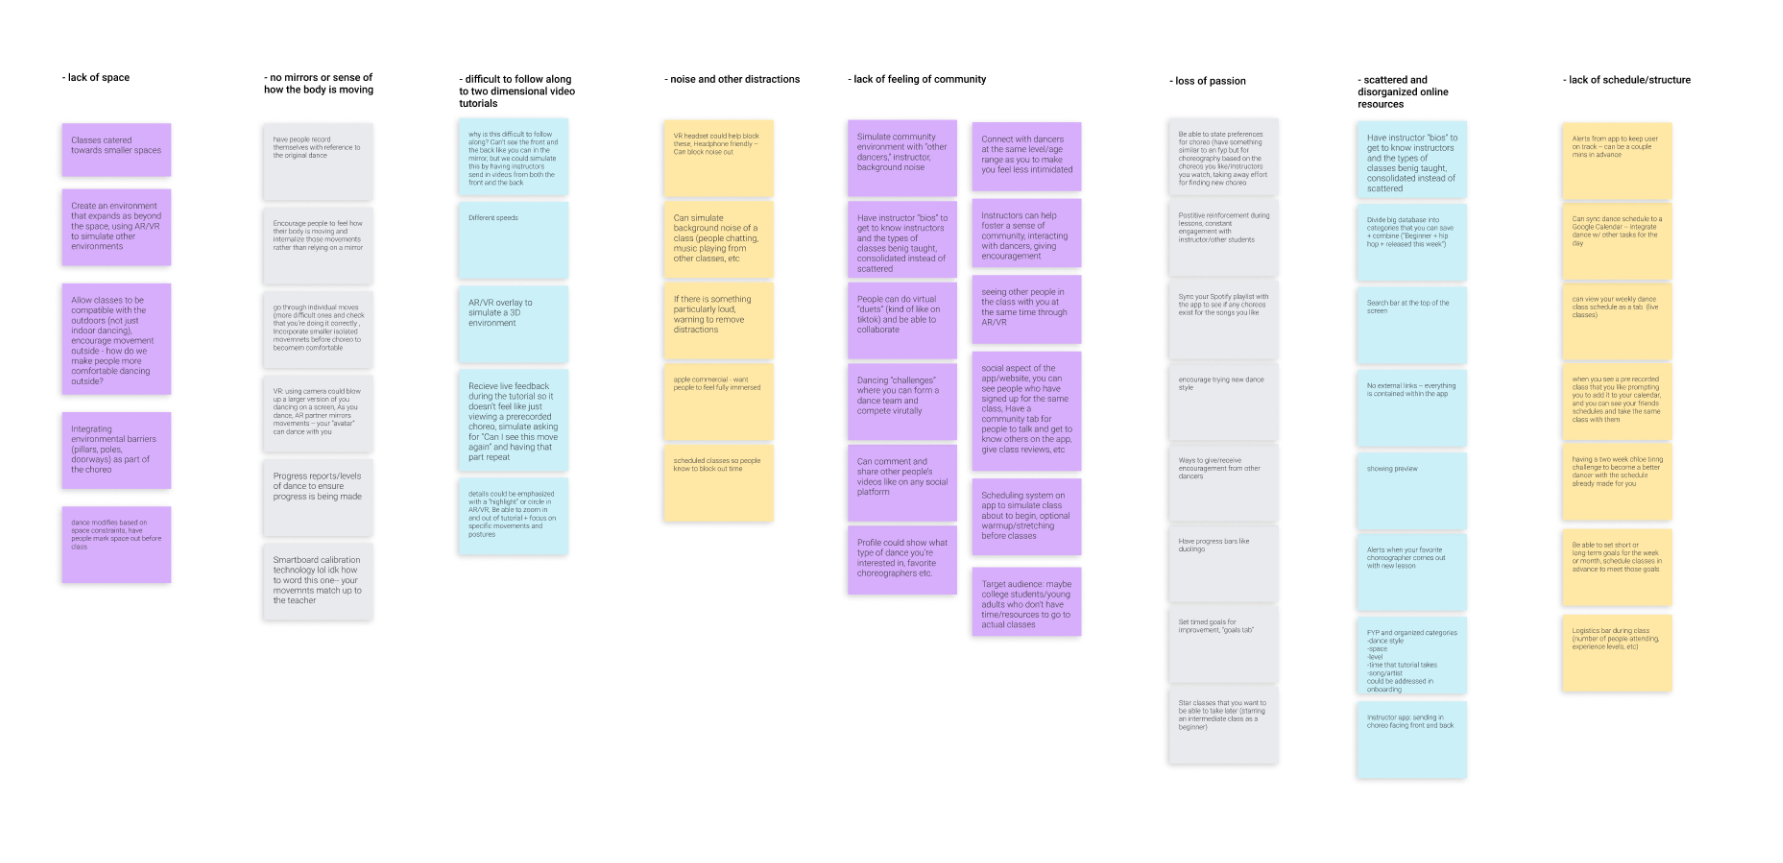 - lack of space
Classes catered
towards smaller spaces
Create an environment
that expands as beyond
the space, using AR/VR
to simulate other
environments
Allow classes to be
compatible with the
outdoors (not just
indoor dancing),
encourage movement
outside - how do we
make people more
comfortable dancing
outside?
Integrating
environmental barriers
(pillars, poles,
doorways) as part of
the choreo
dance modifies based on
space constraints, have
people mark space out before
class
- no mirrors or sense of
how the body is moving
have people record
themselves with reference to
the original dance
Encourage people to feel how
their body is moving and
internalize those movements
rather than relying on a mirror
go through individual moves
(more difficult ones and check
that you're doing it correctly ,
Incorporate smaller isolated
movemnets before choreo to
becomem comfortable
VR: using camera could blow
up a larger version of you
dancing on a screen, As you
dance, AR partner mirrors
movements -- your "avatar"
can dance with you
Progress reports/levels
of dance to ensure
progress is being made
Smartboard calibration
technology lol idk how
to word this one-- your
movemnts match up to
the teacher
- difficult to follow along
to two dimensional video
tutorials
why is this difficult to follow
along? Can't see the front and
the back like you can in the
mirror, but we could simulate
this by having instructors
send in videos from both the
front and the back
Different speeds
AR/VR overlay to
simulate a 3D
environment
Recieve live feedback
during the tutorial so it
doesn't feel like just
viewing a prerecorded
choreo, simulate asking
for "Can I see this move
again" and having that
part repeat
details could be emphasized
with a "highlight" or circle in
AR/VR, Be able to zoom in
and out of tutorial + focus on
specific movements and
postures
- noise and other distractions
VR headset could help block
these, Headphone friendly --
Can block noise out
Can simulate
background noise of a
class (people chatting,
music playing from
other classes, etc
If there is something
particularly loud,
warning to remove
distractions
apple commercial - want
people to feel fully immersed
scheduled classes so people
know to block out time
- lack of feeling of community
Simulate community
environment with "other
dancers," instructor,
background noise
Have instructor "bios" to
get to know instructors
and the types of
classes benig taught,
consolidated instead of
scattered
People can do virtual
"duets" (kind of like on
tiktok) and be able to
collaborate
Dancing "challenges"
where you can form a
dance team and
compete virutally
Can comment and
share other people's
videos like on any social
platform
Profile could show what
type of dance you're
interested in, favorite
choreographers etc.
Connect with dancers
at the same level/age
range as you to make
you feel less intimidated
Instructors can help
foster a sense of
community, interacting
with dancers, giving
encouragement
seeing other people in
the class with you at
the same time through
AR/VR
social aspect of the
app/website, you can
see people who have
signed up for the same
class, Have a
community tab for
people to talk and get to
know others on the app,
give class reviews, etc
Scheduling system on
app to simulate class
about to begin, optional
warmup/stretching
before classes
Target audience: maybe
college students/young
adults who don't have
time/resources to go to
actual classes
- loss of passion
Be able to state preferences
for choreo (have something
similar to an fyp but for
choreography based on the
choreos you like/instructors
you watch, taking away effort
for finding new choreo
Postitive reinforcement during
lessons, constant
engagement with
instructor/other students
Sync your Spotify playlist with
the app to see if any choreos
exist for the songs you like
encourage trying new dance
style
Ways to give/receive
encouragement from other
dancers
Have progress bars like
duolingo
Set timed goals for
improvement, "goals tab"
Star classes that you want to
be able to take later (starring
an intermediate class as a
beginner)
- scattered and
disorganized online
resources
Have instructor "bios" to
get to know instructors
and the types of
classes benig taught,
consolidated instead of
scattered
Divide big database into
categories that you can save
+ combine ("Beginner + hip
hop + released this week")
Search bar at the top of the
screen
No external links -- everything
is contained within the app
showing preview
Alerts when your favorite
choreographer comes out
with new lesson
FYP and organized categories
-dance style
-space
-level
-time that tutorial takes
-song/artist
could be addressed in
onboarding
Instructor app: sending in
choreo facing front and back
- lack of schedule/structure
Alerts from app to keep user
on track -- can be a couple
mins in advance
Can sync dance schedule to a
Google Calendar -- integrate
dance w/ other tasks for the
day
can view your weekly dance
class schedule as a tab (live
classes)
when you see a pre recorded
class that you like prompting
you to add it to your calendar,
and you can see your friends
schedules and take the same
class with them
having a two week chloe ting
challenge to become a better
dancer with the schedule
already made for you
Be able to set short or
long-term goals for the week
or month, schedule classes in
advance to meet those goals
Logistics bar during class
(number of people attending,
experience levels, etc)